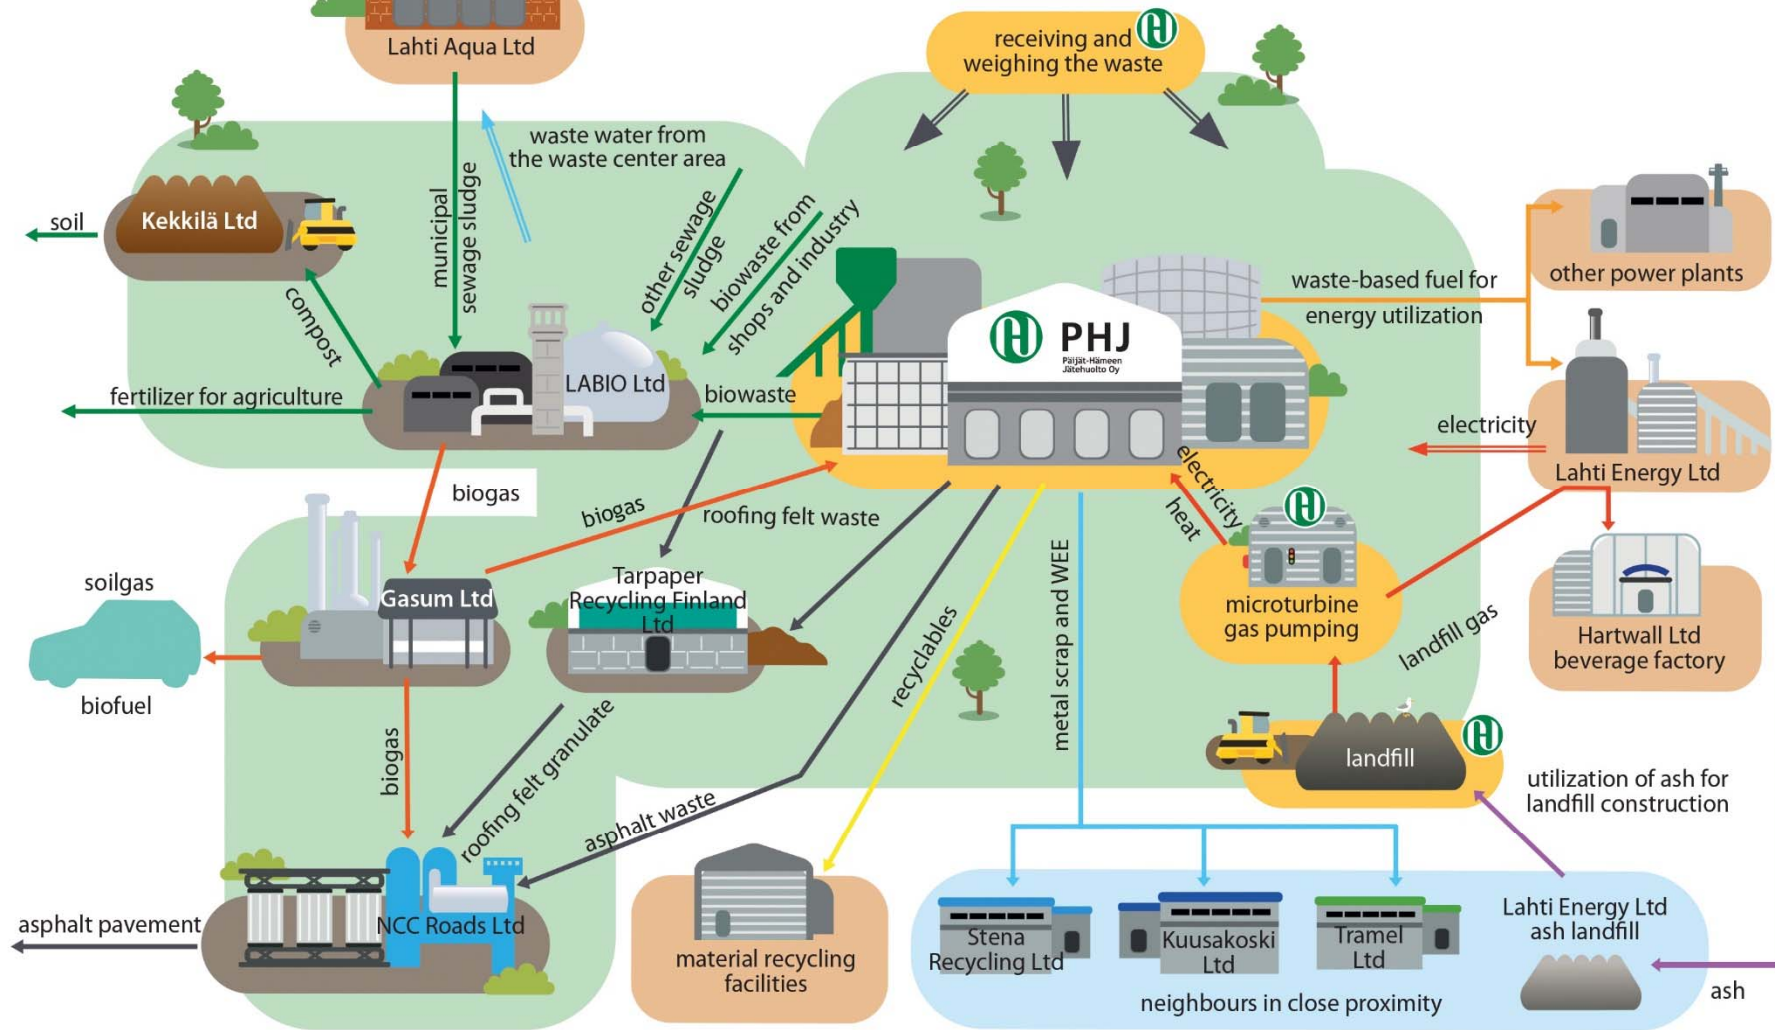 Lahti Aqua Ltd
receiving and
weighing the waste
waste water from
the waste center area
municipal
sewage sludge
other sewage
sludge
biowaste from
shops and industry
soil
Kekkilä Ltd
compost
fertilizer for agriculture
LABIO Ltd
biowaste
PHJ
Päijät-Hämeen
Jätehuolto Oy
waste-based fuel for
energy utilization
other power plants
electricity
Lahti Energy Ltd
biogas
biogas
roofing felt waste
electricity
heat
soilgas
Gasum Ltd
biofuel
Tarpaper
Recycling Finland
Ltd
microturbine
gas pumping
landfill gas
Hartwall Ltd
beverage factory
recyclables
metal scrap and WEE
biogas
roofing felt granulate
asphalt waste
landfill
utilization of ash for
landfill construction
asphalt pavement
NCC Roads Ltd
material recycling
facilities
Stena
Recycling Ltd
Kuusakoski
Ltd
Tramel
Ltd
Lahti Energy Ltd
ash landfill
neighbours in close proximity
ash